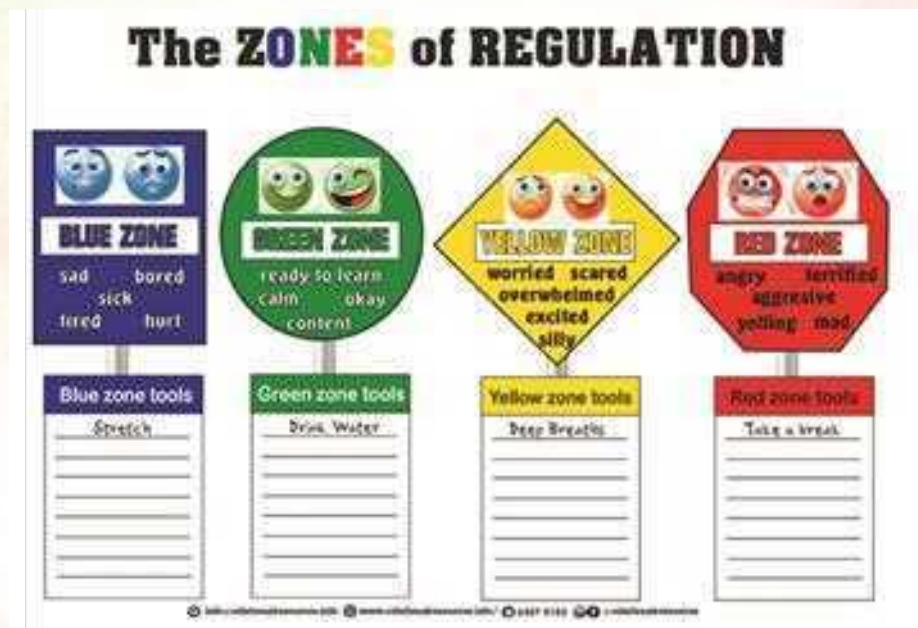 The ZONES of REGULATION
BLUE ZONE
sad bored
sick
tired hurt
GREEN ZONE
ready to learn
calm okay
content
YELLOW ZONE
worried scared
overwhelmed
excited
silly
RED ZONE
angry terrified
aggresive
yelling mad
Blue zone tools
Stretch
Green zone tools
Drink Water
Yellow zone tools
Deep Breaths
Red zone tools
Take a break